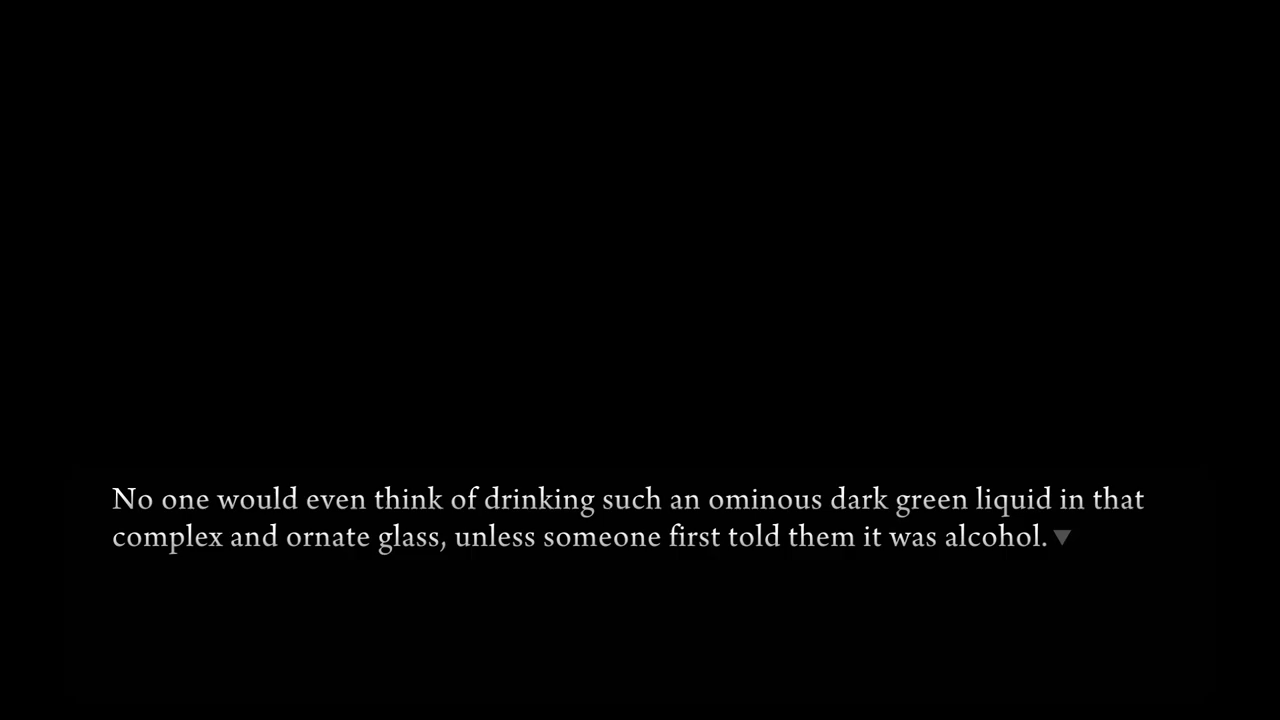 No one would even think of drinking such an ominous dark green liquid in that
complex and ornate glass, unless someone first told them it was alcohol.